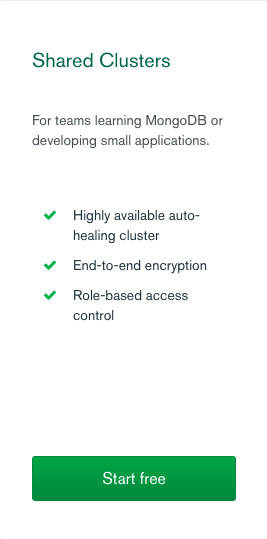 Shared Clusters
For teams learning MongoDB or
developing small applications.
Highly available auto-
healing cluster
End-to-end encryption
Role-based access
control
Start free